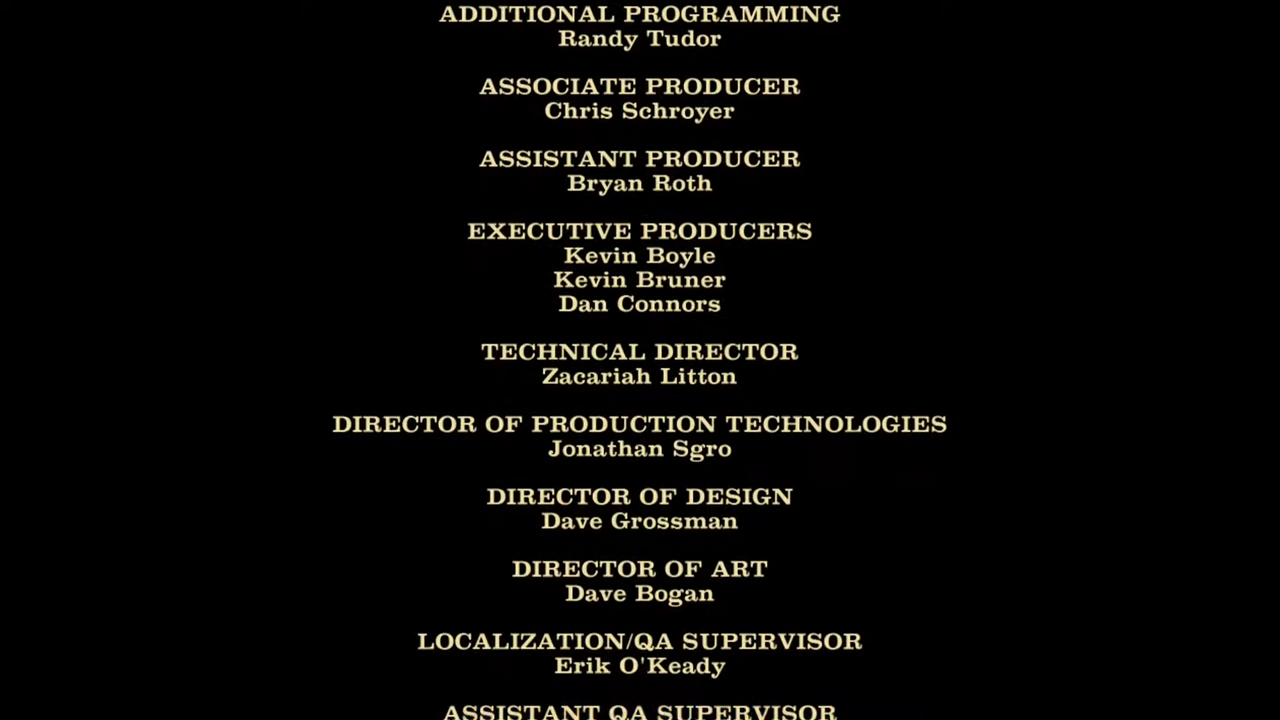 ADDITIONAL PROGRAMMING
Randy Tudor
ASSOCIATE PRODUCER
Chris Schroyer
ASSISTANT PRODUCER
Bryan Roth
EXECUTIVE PRODUCERS
Kevin Boyle
Kevin Bruner
Dan Connors
TECHNICAL DIRECTOR
Zacariah Litton
DIRECTOR OF PRODUCTION TECHNOLOGIES
Jonathan Sgro
DIRECTOR OF DESIGN
Dave Grossman
DIRECTOR OF ART
Dave Bogan
LOCALIZATION/QA SUPERVISOR
Erik O'Keady
ASSISTANT QA SUPERVISOR